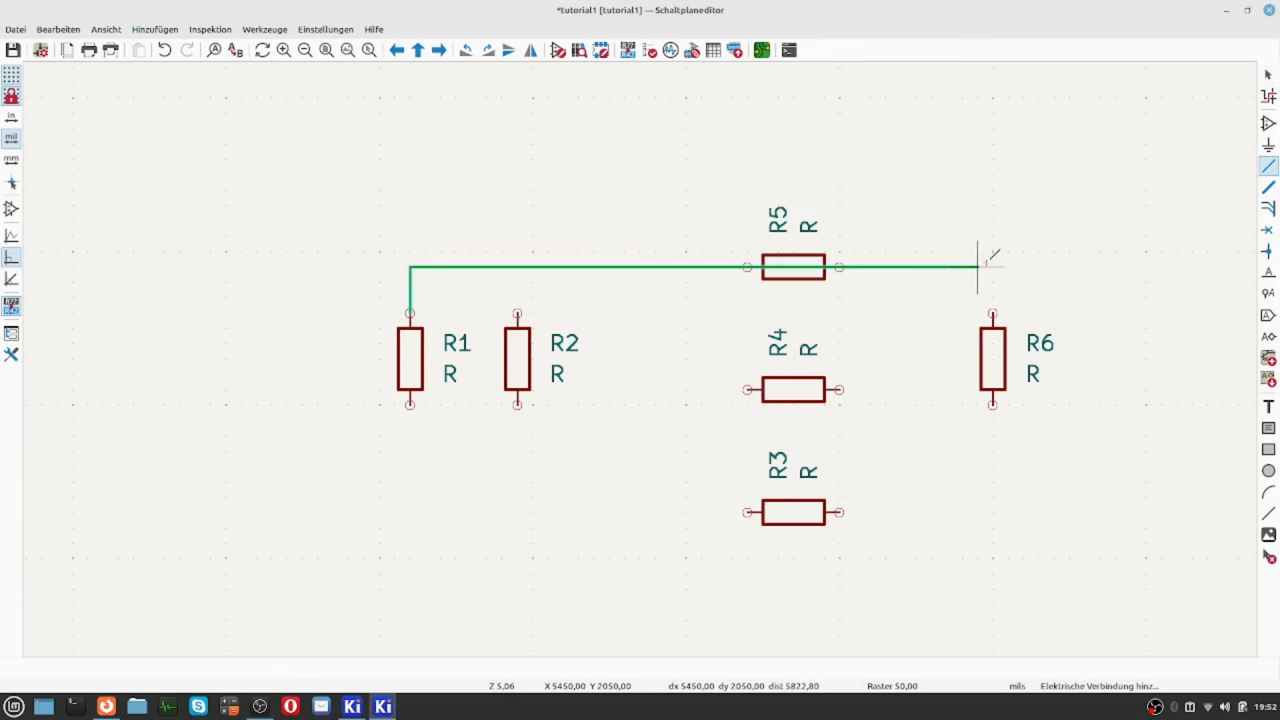 *tutorial1 [tutorial1] — Schaltplaneditor
Datei Bearbeiten Ansicht Hinzufügen Inspektion Werkzeuge Einstellungen Hilfe
in
mil
mm
R5
R
R1
R
R2
R
R4
R
R6
R
R3
R
Z 5,06 X 5450,00 Y 2050,00 dx 5450,00 dy 2050,00 dist 5822,80 Raster 50,00 mils Elektrische Verbindung hinz...
Ki Ki 19:52